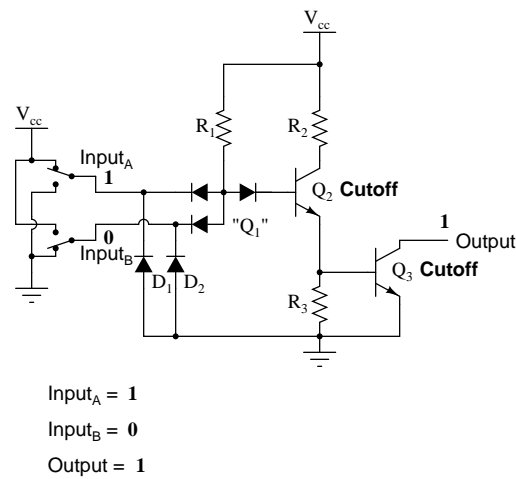 Vcc
Vcc
R1
R2
InputA
1
"Q1"
Q2 Cutoff
0
InputB
D1
D2
1
Output
Q3 Cutoff
R3
InputA = 1
InputB = 0
Output = 1